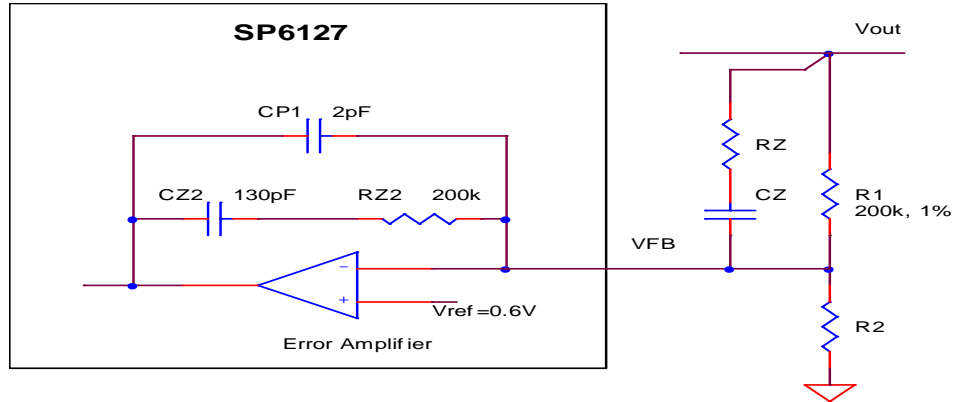 SP6127
Vout
CP1 2pF
RZ
CZ2 130pF RZ2 200k
CZ
R1
200k, 1%
VFB
−
+
Vref=0.6V
R2
Error Amplifier